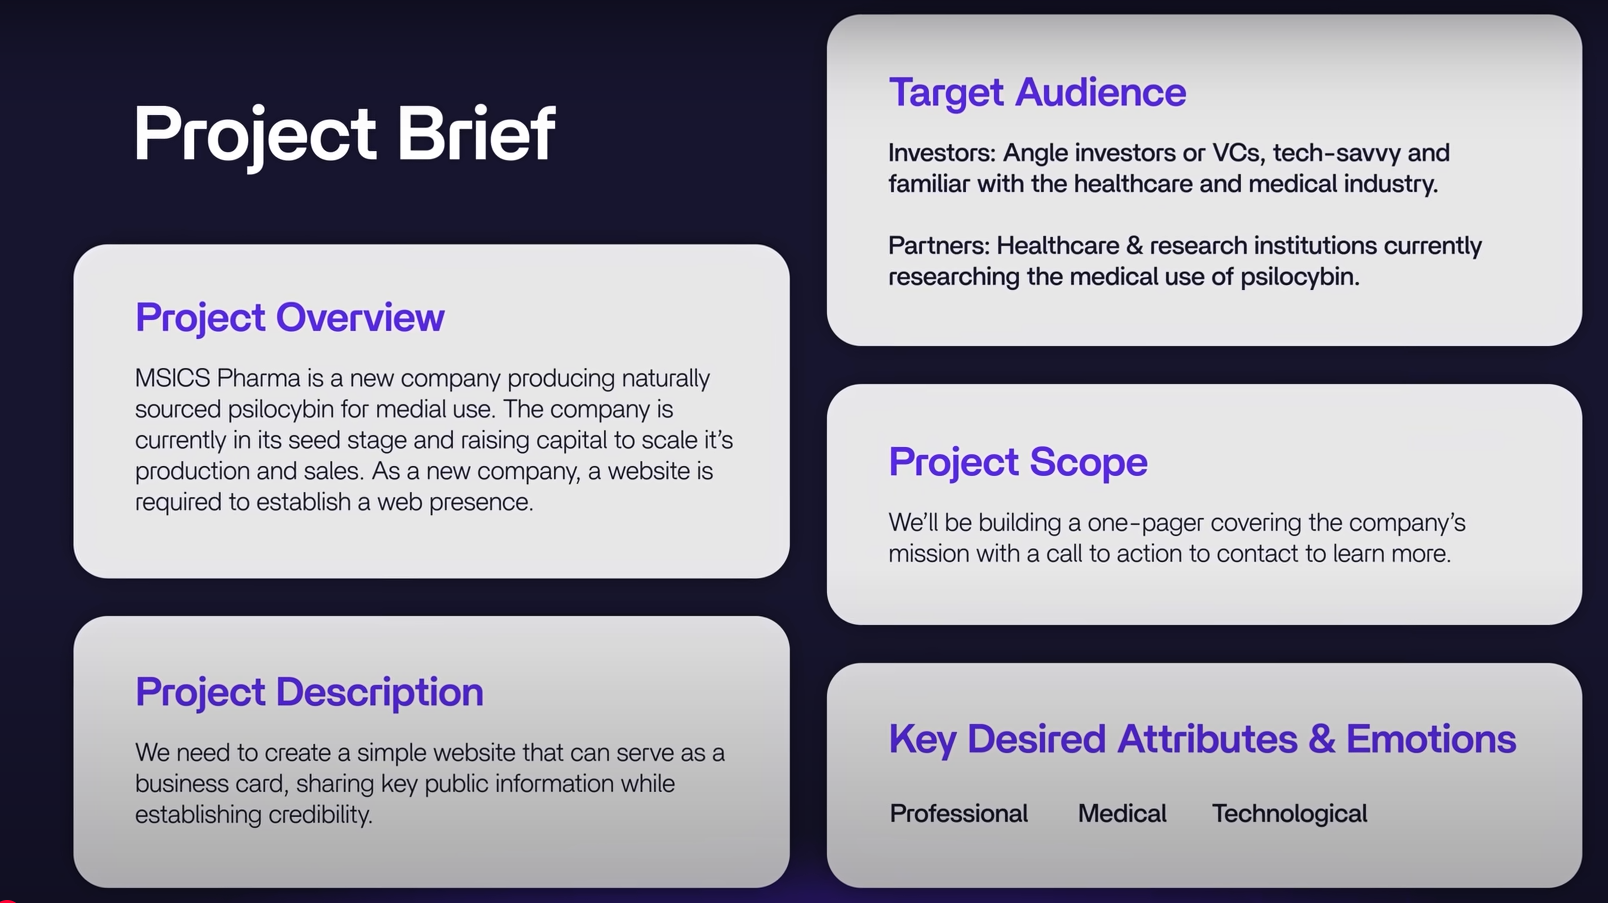 Project Brief
Project Overview
MSICS Pharma is a new company producing naturally
sourced psilocybin for medial use. The company is
currently in its seed stage and raising capital to scale it’s
production and sales. As a new company, a website is
required to establish a web presence.
Project Description
We need to create a simple website that can serve as a
business card, sharing key public information while
establishing credibility.
Target Audience
Investors: Angle investors or VCs, tech-savvy and
familiar with the healthcare and medical industry.
Partners: Healthcare & research institutions currently
researching the medical use of psilocybin.
Project Scope
We’ll be building a one-pager covering the company’s
mission with a call to action to contact to learn more.
Key Desired Attributes & Emotions
Professional Medical Technological